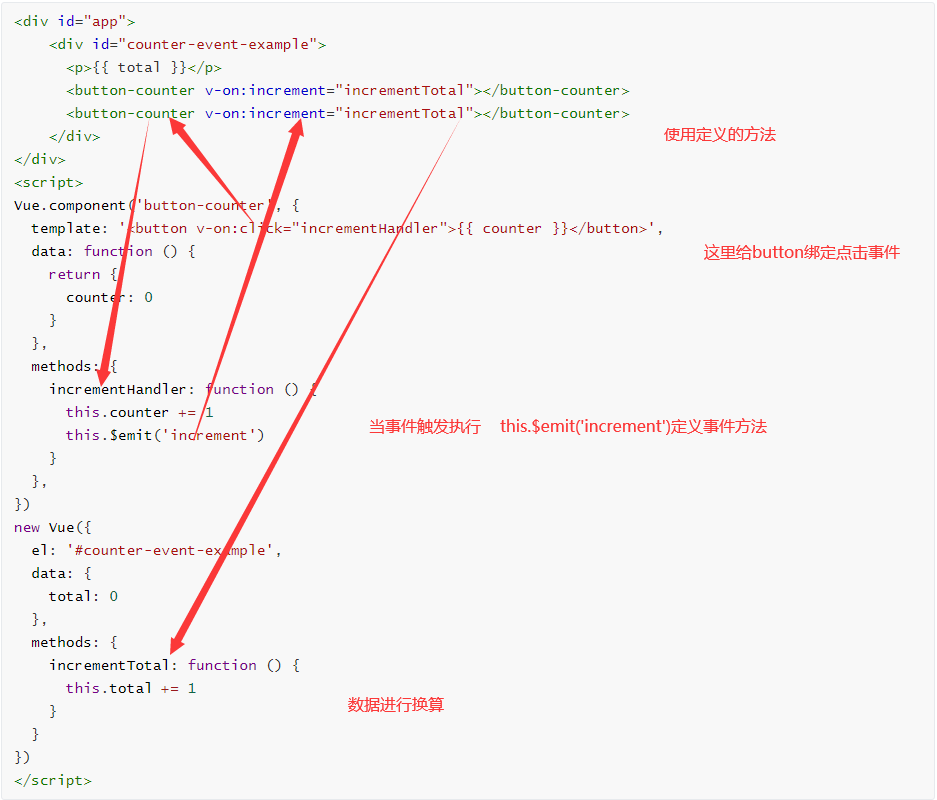 <div id="app">
    <div id="counter-event-example">
      <p>{{ total }}</p>
      <button-counter v-on:increment="incrementTotal"></button-counter>
      <button-counter v-on:increment="incrementTotal"></button-counter>
    </div>
使用定义的方法
</div>
<script>
Vue.component('button-counter', {
  template: '<button v-on:click="incrementHandler">{{ counter }}</button>',
  data: function () {
这里给button绑定点击事件
    return {
      counter: 0
    }
  },
  methods: {
    incrementHandler: function () {
      this.counter += 1
      this.$emit('increment')
当事件触发执行    this.$emit('increment')定义事件方法
    }
  },
})
new Vue({
  el: '#counter-event-example',
  data: {
    total: 0
  },
  methods: {
    incrementTotal: function () {
      this.total += 1
数据进行换算
    }
  }
})
</script>